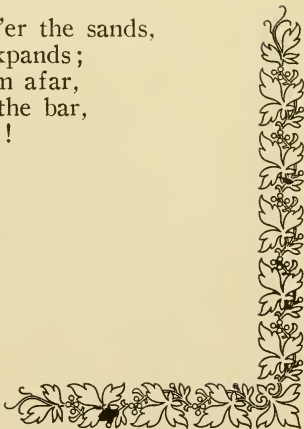 'er the sands,
xpands;
m afar,
the bar,
!